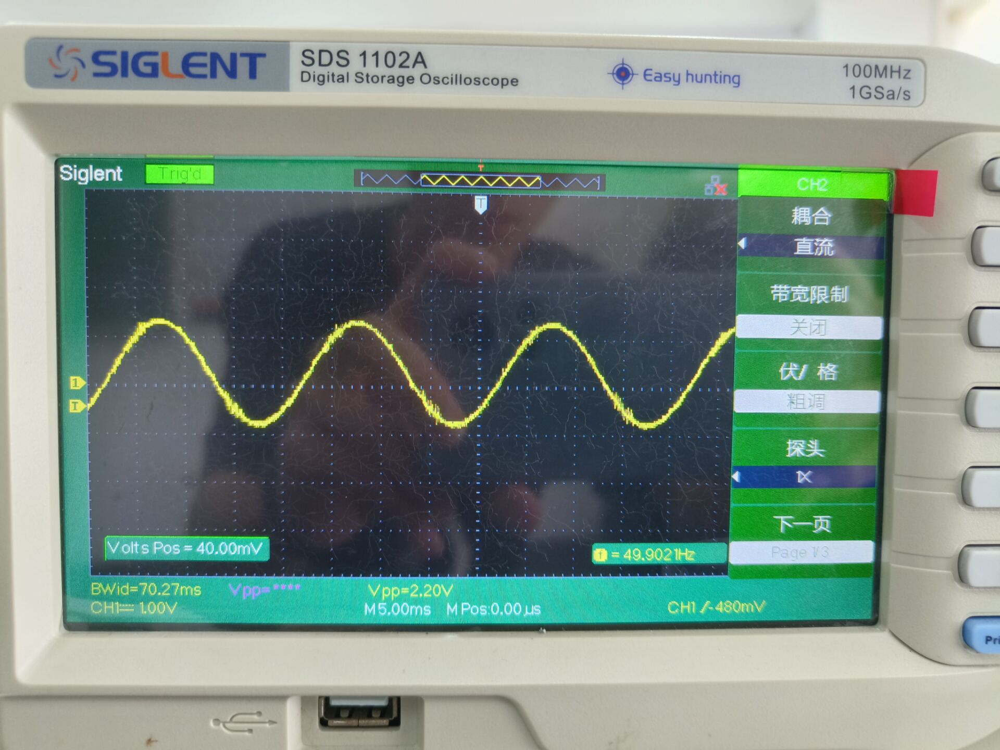 SIGLENT
SDS 1102A
Digital Storage Oscilloscope
Easy hunting
100MHz
1GSa/s
Siglent
Trig'd
T
T
CH2
耦合
直流
带宽限制
关闭
伏/ 格
粗调
探头
1X
下一页
Page 1/3
1
T
Volts Pos = 40.00mV
f = 49.9021Hz
BWid=70.27ms
Vpp=****
Vpp=2.20V
CH1 1.00V
M 5.00ms
M Pos:0.00µs
CH1 /-480mV
Pri